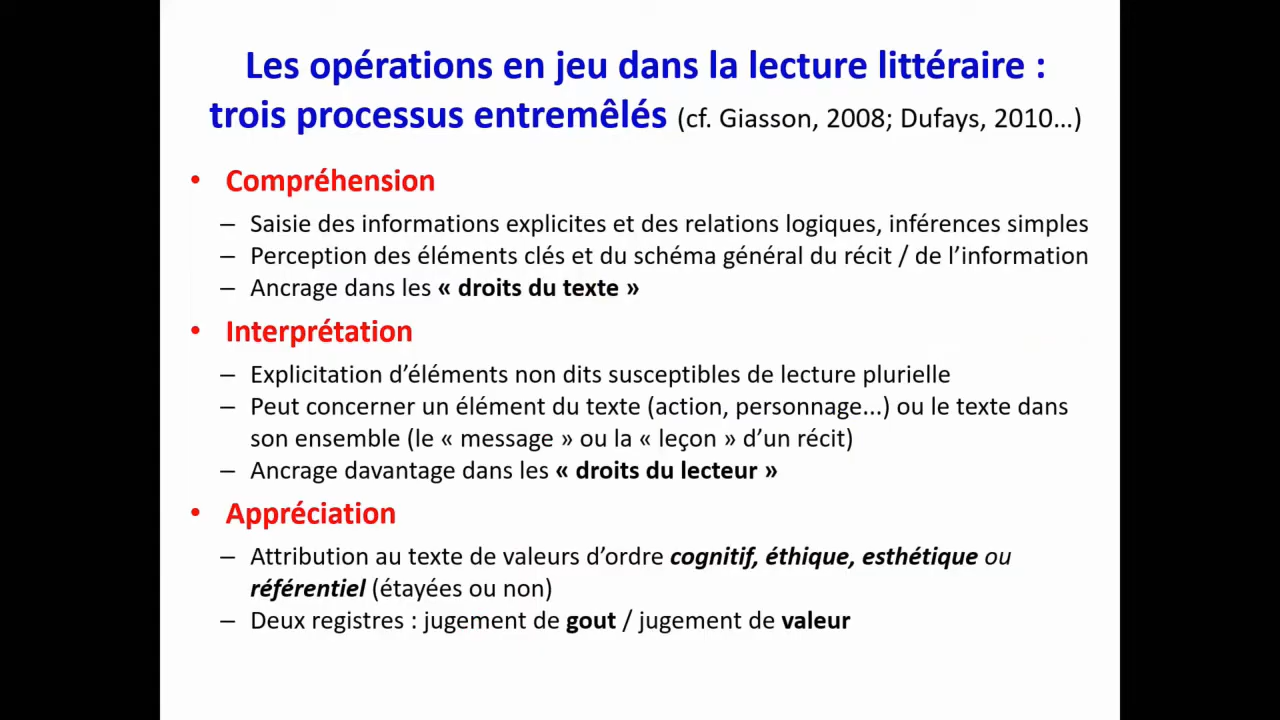 Les opérations en jeu dans la lecture littéraire :
trois processus entremêlés (cf. Giasson, 2008; Dufays, 2010...)
• Compréhension
– Saisie des informations explicites et des relations logiques, inférences simples
– Perception des éléments clés et du schéma général du récit / de l’information
– Ancrage dans les « droits du texte »
• Interprétation
– Explicitation d’éléments non dits susceptibles de lecture plurielle
– Peut concerner un élément du texte (action, personnage...) ou le texte dans
son ensemble (le « message » ou la « leçon » d’un récit)
– Ancrage davantage dans les « droits du lecteur »
• Appréciation
– Attribution au texte de valeurs d’ordre cognitif, éthique, esthétique ou
référentiel (étayées ou non)
– Deux registres : jugement de gout / jugement de valeur